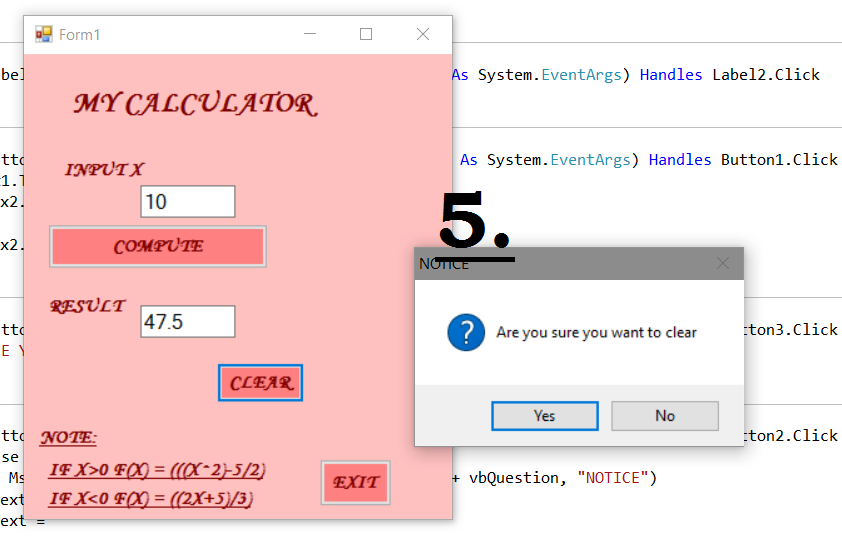 Form1
As System.EventArgs) Handles Label2.Click
MY CALCULATOR
As System.EventArgs) Handles Button1.Click
INPUT X
10
5.
COMPUTE
NOTICE
RESULT
47.5
Are you sure you want to clear
tton3.Click
CLEAR
Yes
No
NOTE:
tton2.Click
IF X>0 F(X) = (((X^2)-5/2)
+ vbQuestion, "NOTICE")
EXIT
IF X<0 F(X) = ((2X+5)/3)
ext =